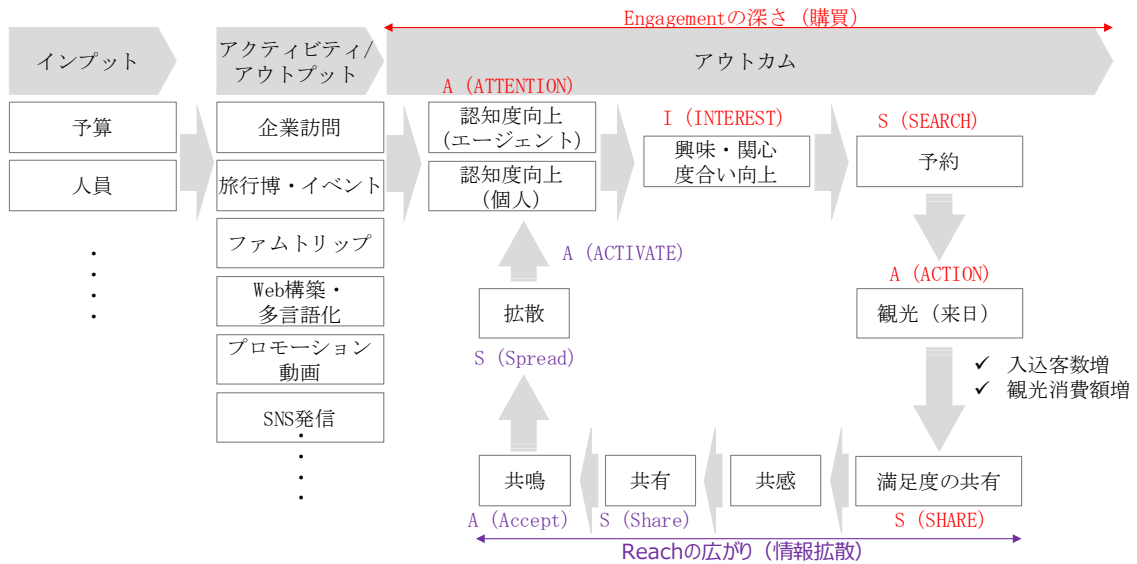 Engagementの深さ（購買）
インプット
アクティビティ/
アウトプット
アウトカム
予算
人員
・
・
・
・
企業訪問
旅行博・イベント
ファムトリップ
Web構築・
多言語化
プロモーション
動画
SNS発信
・
・
・
・
A (ATTENTION)
認知度向上
(エージェント)
認知度向上
（個人）
I (INTEREST)
興味・関心
度合い向上
S (SEARCH)
予約
A (ACTION)
観光（来日）
✓ 入込客数増
✓ 観光消費額増
満足度の共有
S (SHARE)
共感
共有
S (Share)
共鳴
A (Accept)
拡散
S (Spread)
A (ACTIVATE)
Reachの広がり（情報拡散）